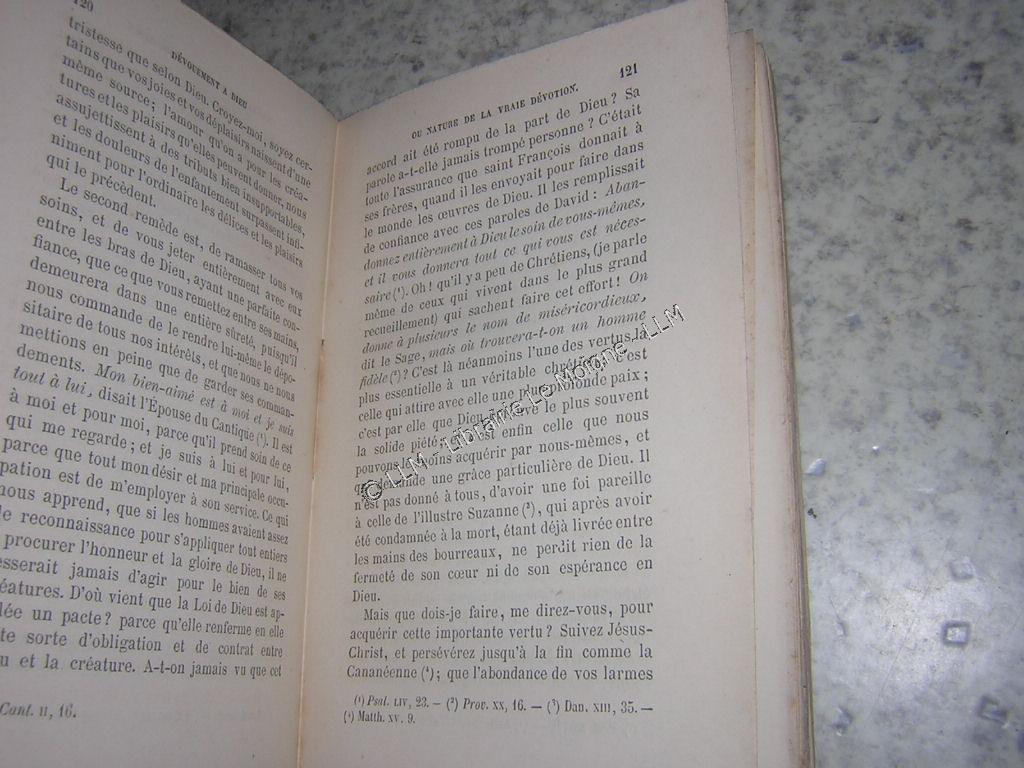 120
DÉVOUEMENT A DIEU
tristesse que selon Dieu. Croyez-moi, soyez cer-
tains que vos joies et vos déplaisirs naissent d'une
même source; l'amour qu'on a pour les créa-
tures et les plaisirs qu'elles peuvent donner, nous
assujettissent à des tributs bien insupportables,
et les douleurs de l'enfantement surpassent infi-
niment pour l'ordinaire les délices et les plaisirs
qui le précèdent.
Le second remède est, de ramasser tous vos
soins, et de vous jeter entièrement avec eux
entre les bras de Dieu, ayant une parfaite con-
fiance, que ce que vous remettez entre ses mains,
demeurera dans une entière sûreté, puisqu'il
nous commande de le rendre lui-même le dépo-
sitaire de tous nos intérêts, et que nous ne nous
mettions en peine que de garder ses comman-
dements. Mon bien-aimé est à moi et je suis
tout à lui, disait l'Épouse du Cantique (¹). Il est
à moi et pour moi, parce qu'il prend soin de ce
qui me regarde; et je suis à lui et pour lui,
parce que tout mon désir et ma principale occu-
pation est de m'employer à son service. Ce qui
nous apprend, que si les hommes avaient assez
de reconnaissance pour s'appliquer tout entiers
procurer l'honneur et la gloire de Dieu, il ne
esserait jamais d'agir pour le bien de ses
éatures. D'où vient que la Loi de Dieu est ap-
lée un pacte? parce qu'elle renferme en elle
te sorte d'obligation et de contrat entre
u et la créature. A-t-on jamais vu que cet
Cant. II, 16.
OU NATURE DE LA VRAIE DÉVOTION. 121
accord ait été rompu de la part de Dieu? Sa
parole a-t-elle jamais trompé personne? C'était
toute l'assurance que saint François donnait à
ses frères, quand il les envoyait pour faire dans
le monde les œuvres de Dieu. Il les remplissait
de confiance avec ces paroles de David: Aban-
donnez entièrement à Dieu le soin de vous-mêmes,
et il vous donnera tout ce qui vous est néces-
saire (¹). Oh! qu'il y a peu de Chrétiens, (je parle
même de ceux qui vivent dans le plus grand
recueillement) qui sachent faire cet effort! On
donne à plusieurs le nom de miséricordieux,
dit le Sage, mais où trouvera-t-on un homme
fidèle (²)? C'est là néanmoins l'une des vertus la
plus essentielle à un véritable chrétien; c'est
celle qui attire avec elle une plus profonde paix;
c'est par elle que Dieu éprouve le plus souvent
la solide piété; c'est enfin celle que nous
pouvons moins acquérir par nous-mêmes, et
qui demande une grâce particulière de Dieu. Il
n'est pas donné à tous, d'avoir une foi pareille
à celle de l'illustre Suzanne (³), qui après avoir
été condamnée à la mort, étant déjà livrée entre
les mains des bourreaux, ne perdit rien de la
fermeté de son cœur ni de son espérance en
Dieu.
Mais que dois-je faire, me direz-vous, pour
acquérir cette importante vertu? Suivez Jésus-
Christ, et persévérez jusqu'à la fin comme la
Cananéenne (⁴); que l'abondance de vos larmes
(¹) Psal. LIV, 23. — (²) Prov. XX, 16. — (³) Dan. XIII, 35. —
(⁴) Matth. XV. 9.
© LLM - Librairie Le Moigne - LLM